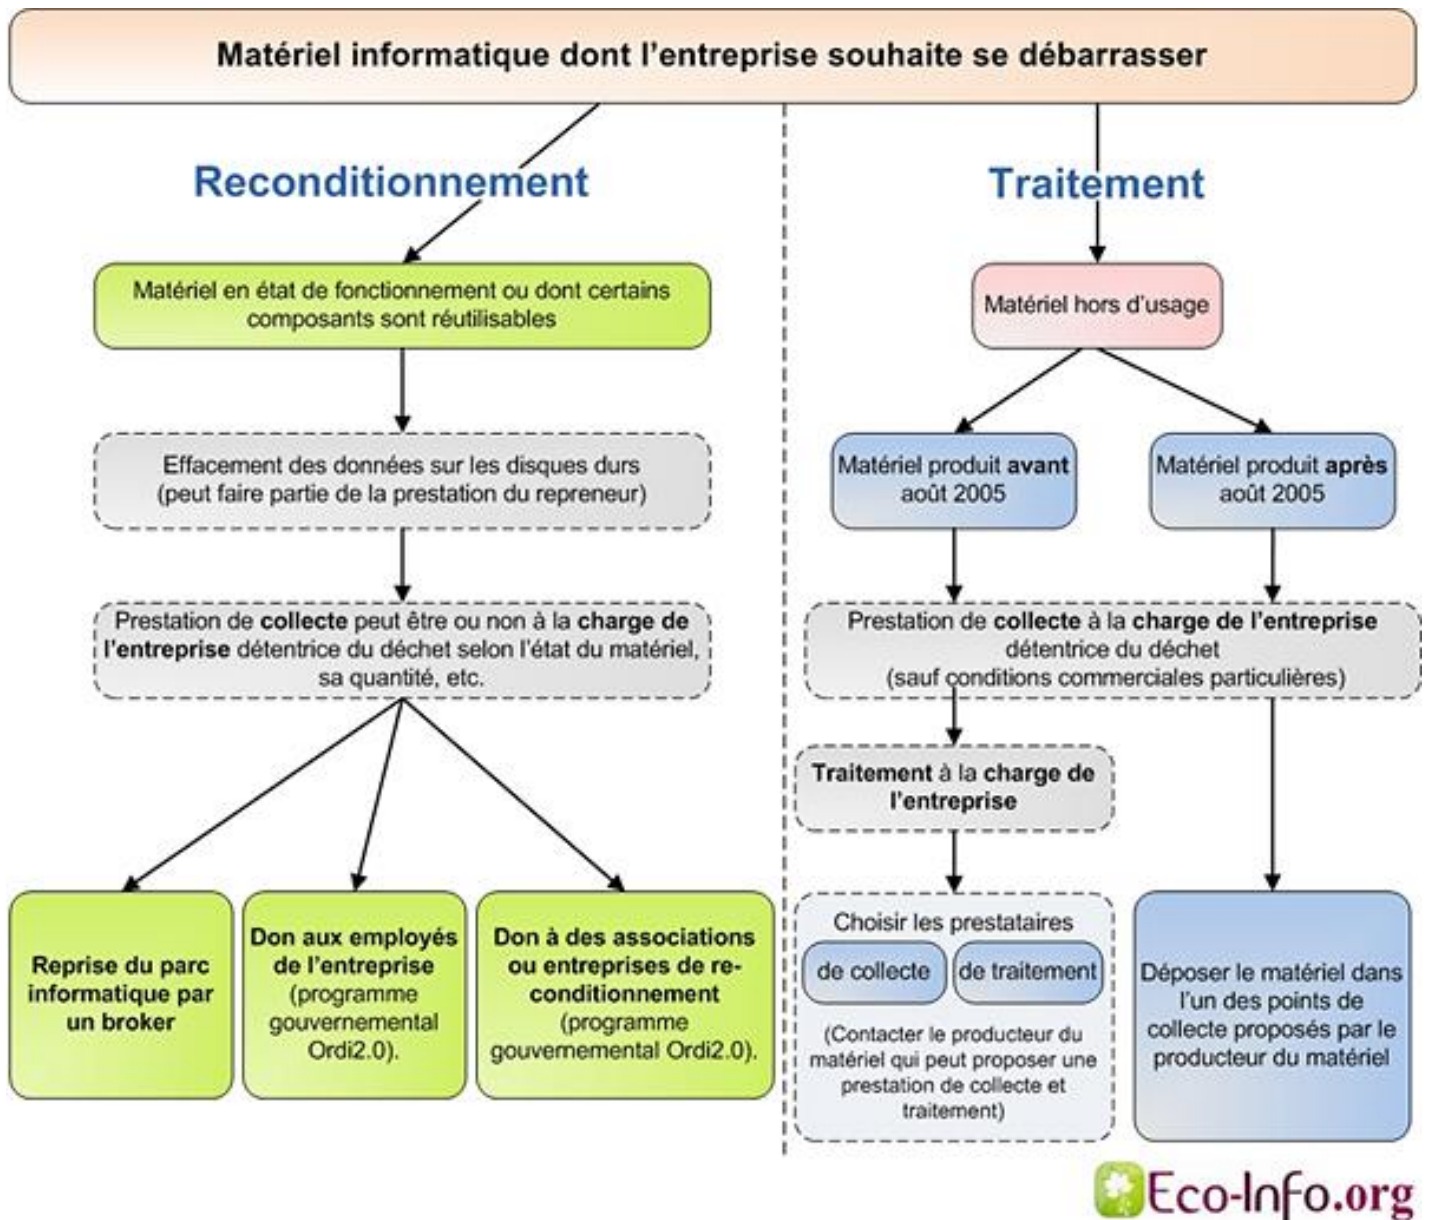 Matériel informatique dont l'entreprise souhaite se débarrasser
Reconditionnement
Traitement
Matériel en état de fonctionnement ou dont certains
composants sont réutilisables
Matériel hors d'usage
Effacement des données sur les disques durs
(peut faire partie de la prestation du repreneur)
Matériel produit avant
août 2005
Matériel produit après
août 2005
Prestation de collecte peut être ou non à la charge de
l'entreprise détentrice du déchet selon l'état du matériel,
sa quantité, etc.
Prestation de collecte à la charge de l'entreprise
détentrice du déchet
(sauf conditions commerciales particulières)
Traitement à la charge de
l'entreprise
Reprise du parc
informatique par
un broker
Don aux employés
de l'entreprise
(programme
gouvernemental
Ordi2.0).
Don à des associations
ou entreprises de re-
conditionnement
(programme
gouvernemental Ordi2.0).
Choisir les prestataires
de collecte
de traitement
(Contacter le producteur du
matériel qui peut proposer une
prestation de collecte et
traitement)
Déposer le matériel dans
l'un des points de
collecte proposés par le
producteur du matériel
Eco-Info.org